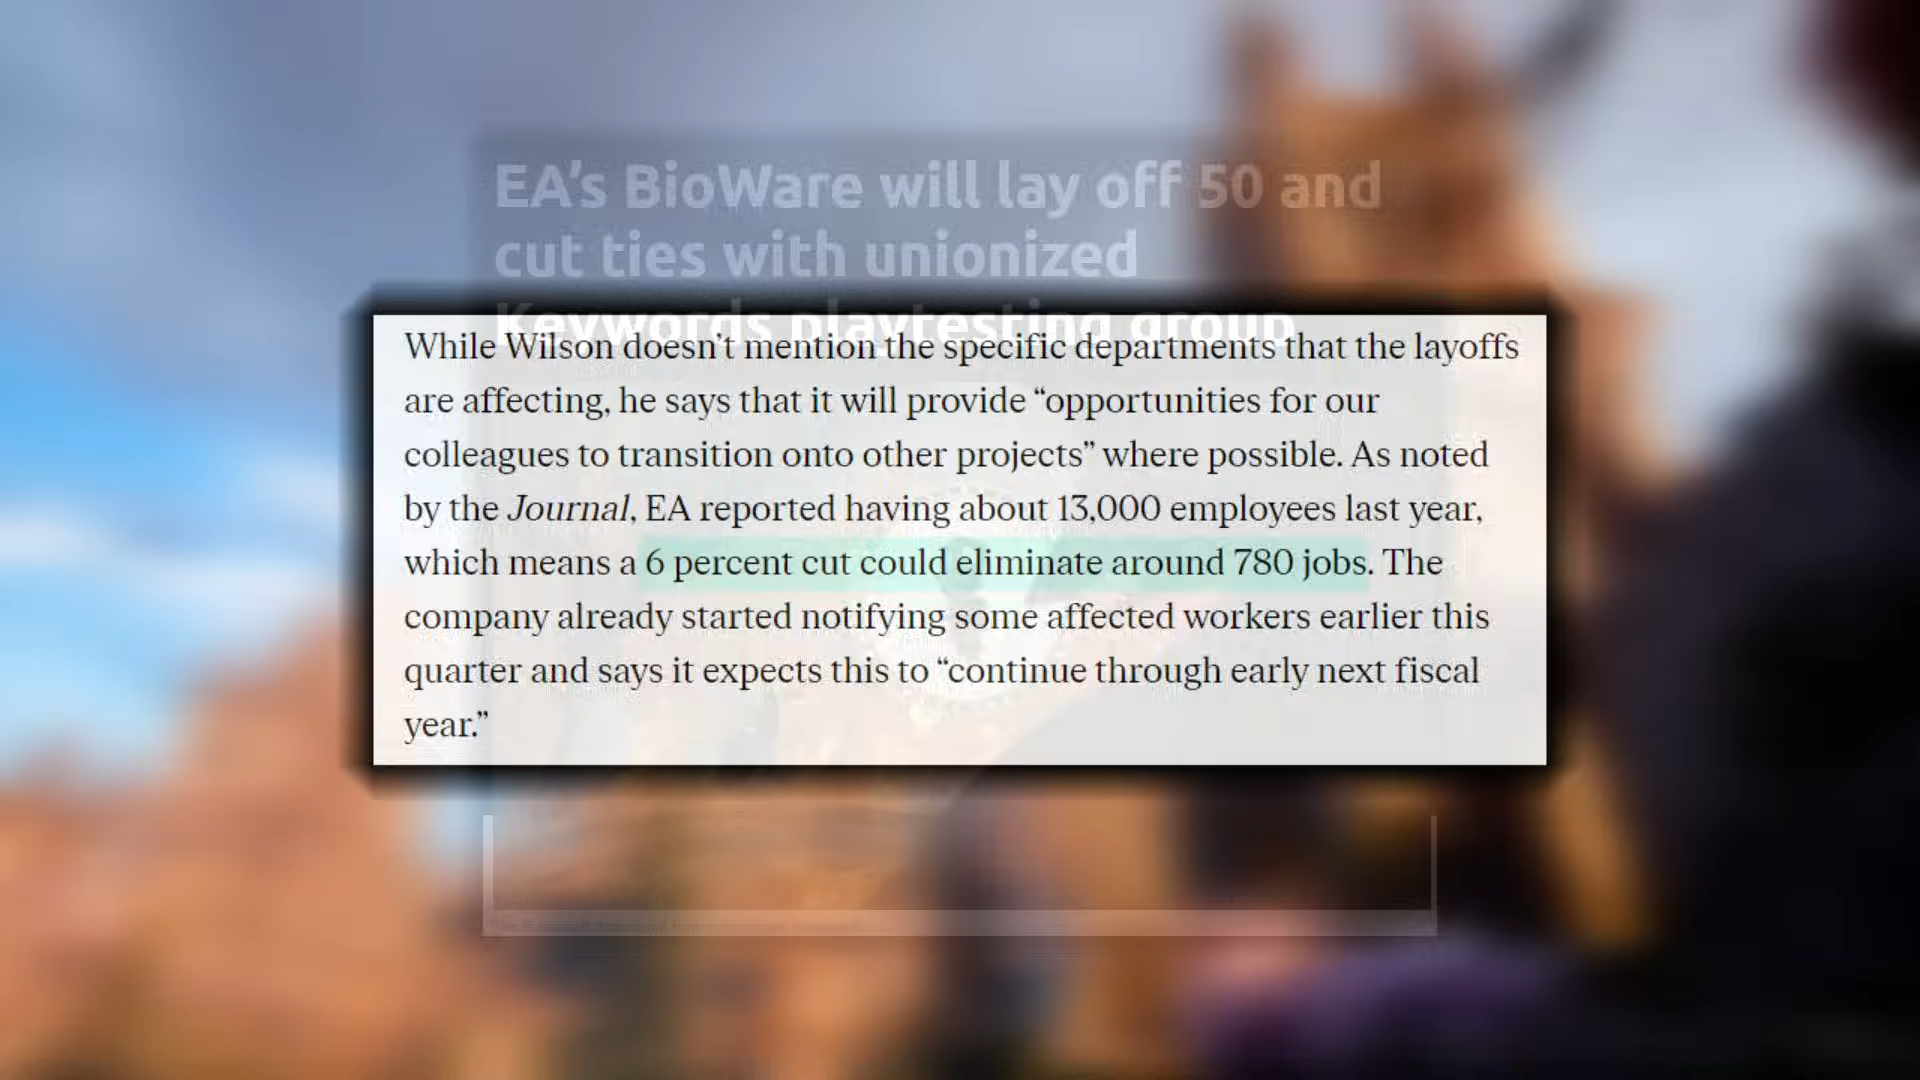 EA’s BioWare will lay off 50 and
cut ties with unionized
Keywords playtesting group
While Wilson doesn’t mention the specific departments that the layoffs
are affecting, he says that it will provide “opportunities for our
colleagues to transition onto other projects” where possible. As noted
by the Journal, EA reported having about 13,000 employees last year,
which means a 6 percent cut could eliminate around 780 jobs. The
company already started notifying some affected workers earlier this
quarter and says it expects this to “continue through early next fiscal
year.”